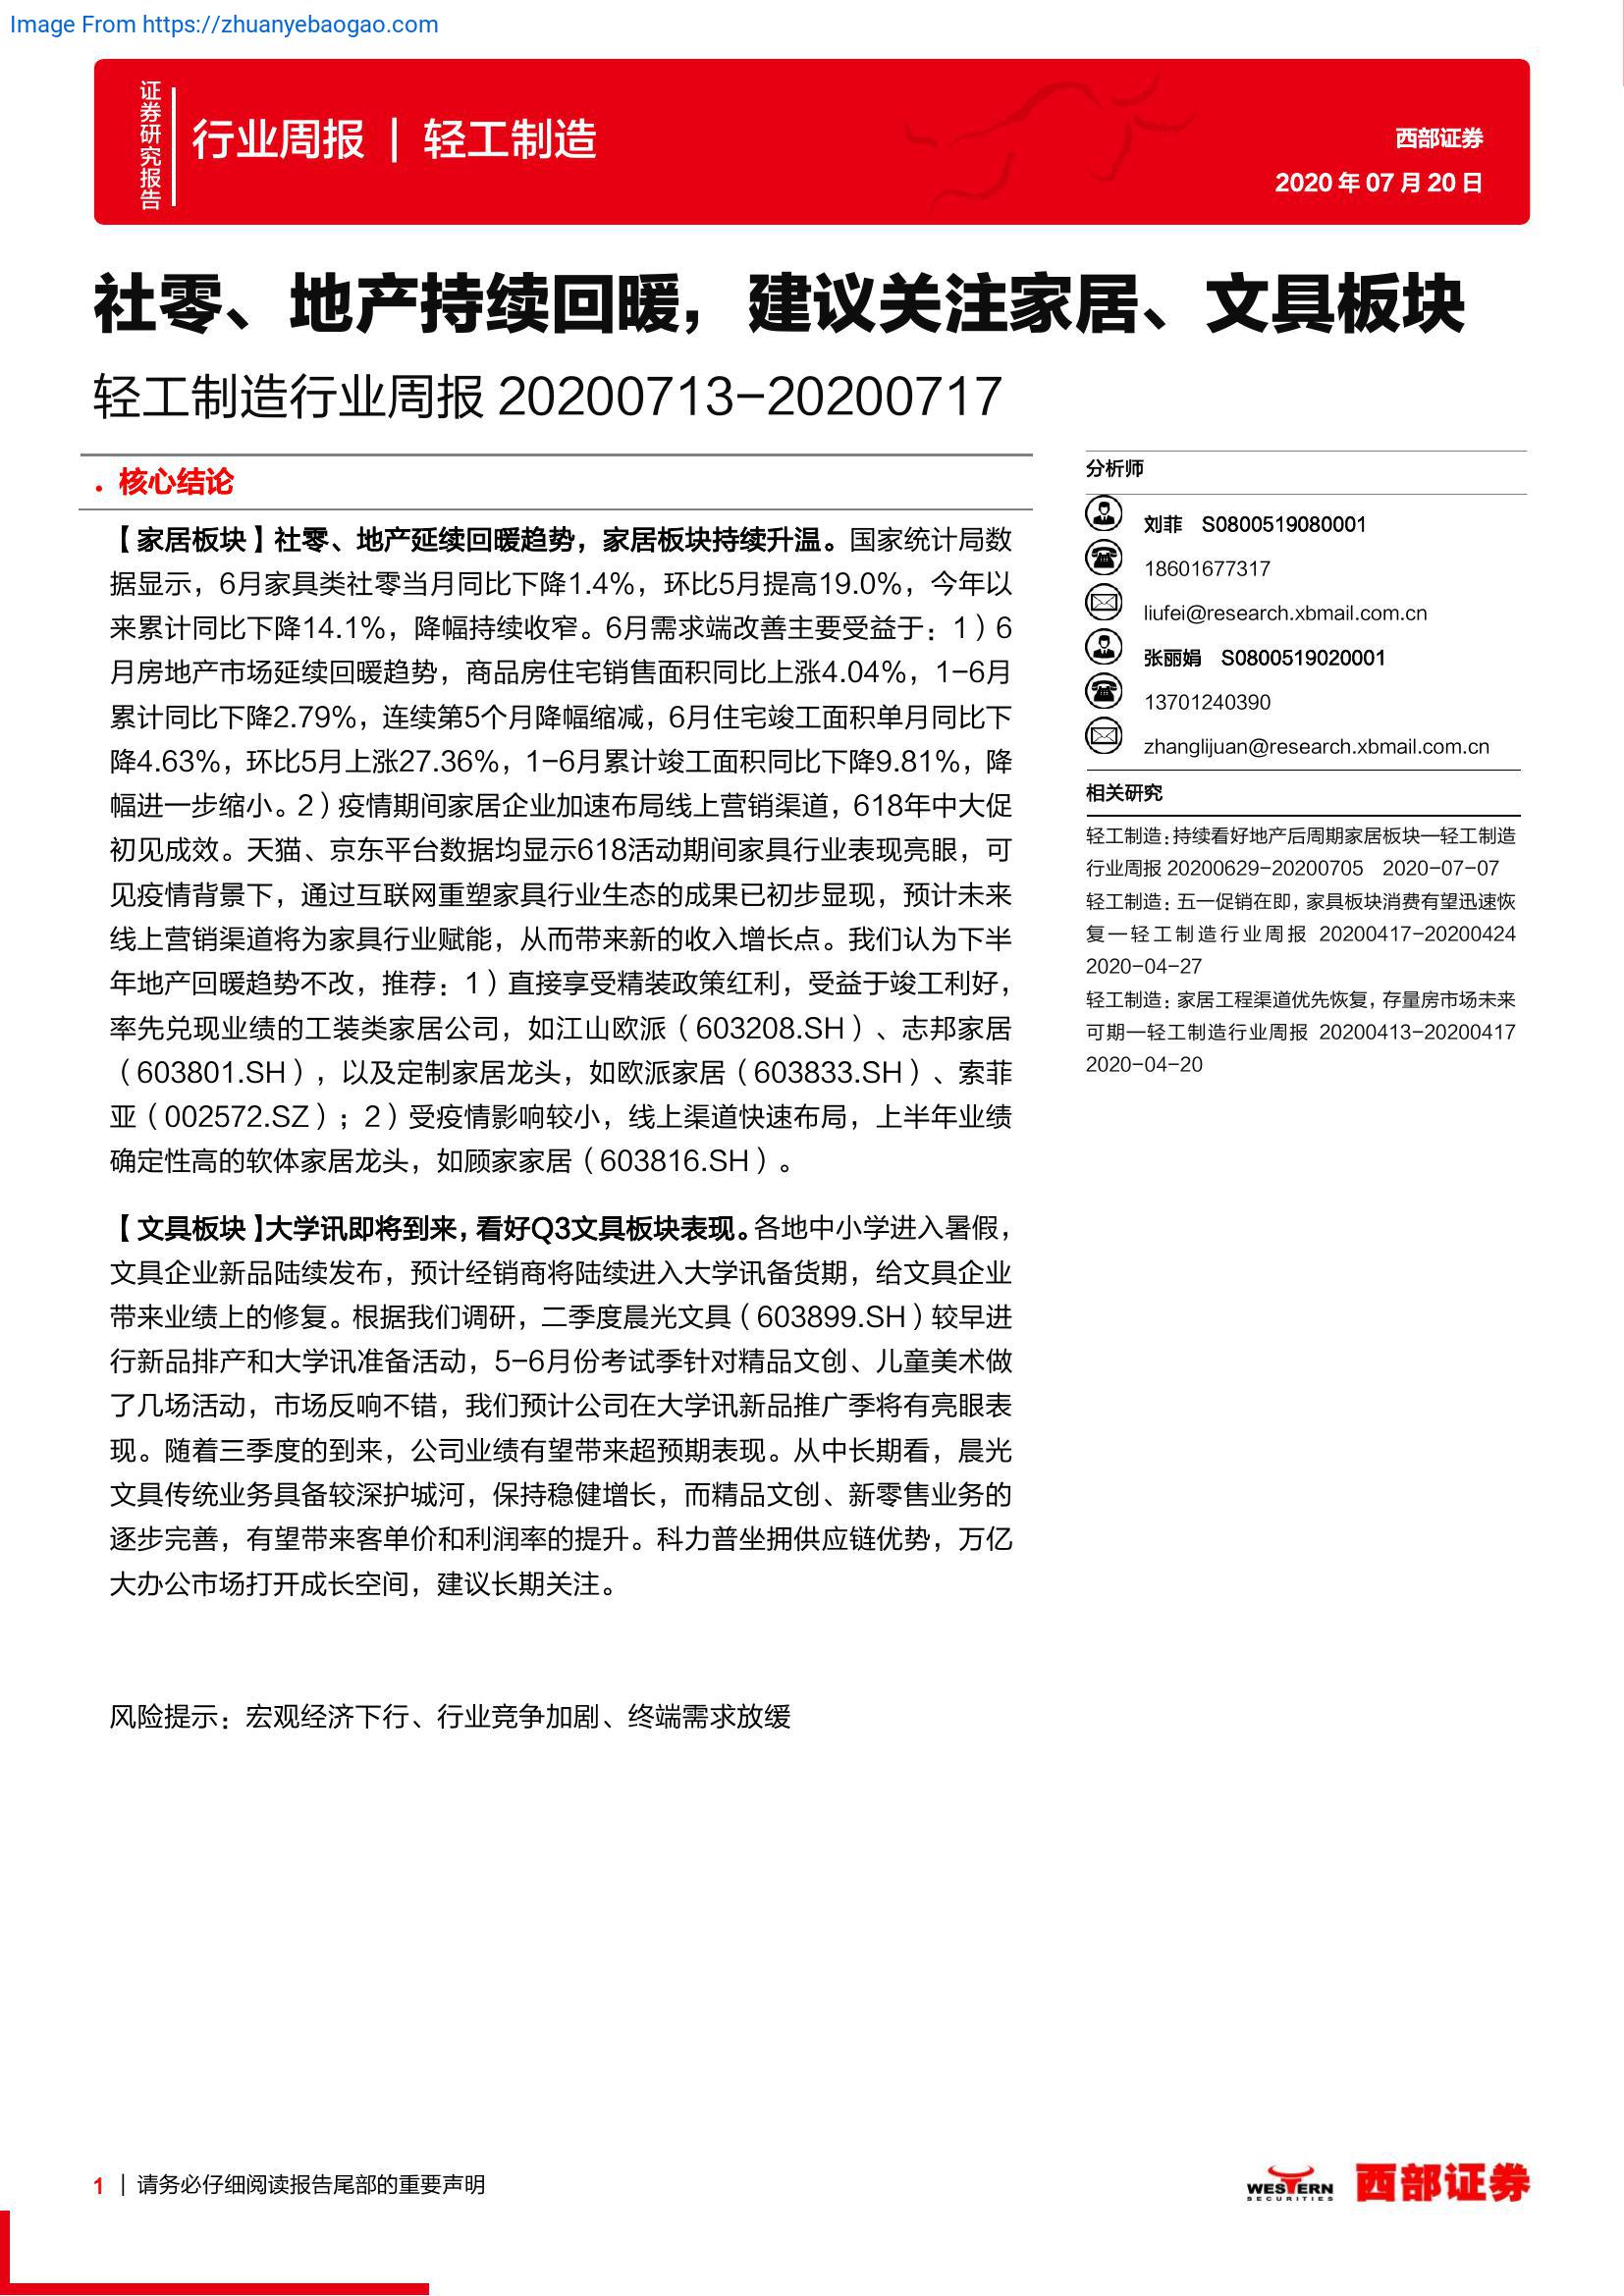 Image From https://zhuanyebaogao.com
证券研究报告
行业周报 | 轻工制造
西部证券
2020 年 07 月 20 日
社零、地产持续回暖，建议关注家居、文具板块
轻工制造行业周报 20200713-20200717
• 核心结论
【家居板块】社零、地产延续回暖趋势，家居板块持续升温。国家统计局数
据显示，6月家具类社零当月同比下降1.4%，环比5月提高19.0%，今年以
来累计同比下降14.1%，降幅持续收窄。6月需求端改善主要受益于：1）6
月房地产市场延续回暖趋势，商品房住宅销售面积同比上涨4.04%，1-6月
累计同比下降2.79%，连续第5个月降幅缩减，6月住宅竣工面积单月同比下
降4.63%，环比5月上涨27.36%，1-6月累计竣工面积同比下降9.81%，降
幅进一步缩小。2）疫情期间家居企业加速布局线上营销渠道，618年中大促
初见成效。天猫、京东平台数据均显示618活动期间家具行业表现亮眼，可
见疫情背景下，通过互联网重塑家具行业生态的成果已初步显现，预计未来
线上营销渠道将为家具行业赋能，从而带来新的收入增长点。我们认为下半
年地产回暖趋势不改，推荐：1）直接享受精装政策红利，受益于竣工利好，
率先兑现业绩的工装类家居公司，如江山欧派（603208.SH）、志邦家居
（603801.SH），以及定制家居龙头，如欧派家居（603833.SH）、索菲
亚（002572.SZ）；2）受疫情影响较小，线上渠道快速布局，上半年业绩
确定性高的软体家居龙头，如顾家家居（603816.SH）。
【文具板块】大学讯即将到来，看好Q3文具板块表现。各地中小学进入暑假，
文具企业新品陆续发布，预计经销商将陆续进入大学讯备货期，给文具企业
带来业绩上的修复。根据我们调研，二季度晨光文具（603899.SH）较早进
行新品排产和大学讯准备活动，5-6月份考试季针对精品文创、儿童美术做
了几场活动，市场反响不错，我们预计公司在大学讯新品推广季将有亮眼表
现。随着三季度的到来，公司业绩有望带来超预期表现。从中长期看，晨光
文具传统业务具备较深护城河，保持稳健增长，而精品文创、新零售业务的
逐步完善，有望带来客单价和利润率的提升。科力普坐拥供应链优势，万亿
大办公市场打开成长空间，建议长期关注。
风险提示：宏观经济下行、行业竞争加剧、终端需求放缓
分析师
刘菲 S0800519080001
18601677317
liufei@research.xbmail.com.cn
张丽娟 S0800519020001
13701240390
zhanglijuan@research.xbmail.com.cn
相关研究
轻工制造：持续看好地产后周期家居板块—轻工制造
行业周报 20200629-20200705 2020-07-07
轻工制造：五一促销在即，家具板块消费有望迅速恢
复—轻工制造行业周报 20200417-20200424
2020-04-27
轻工制造：家居工程渠道优先恢复，存量房市场未来
可期—轻工制造行业周报 20200413-20200417
2020-04-20
1 | 请务必仔细阅读报告尾部的重要声明
WESTERN
SECURITIES
西部证券